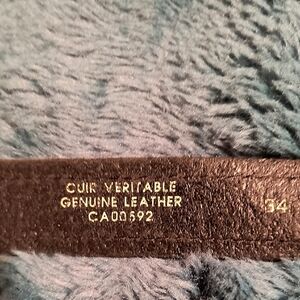 CUIR VERITABLE
GENUINE LEATHER
CA00592
34